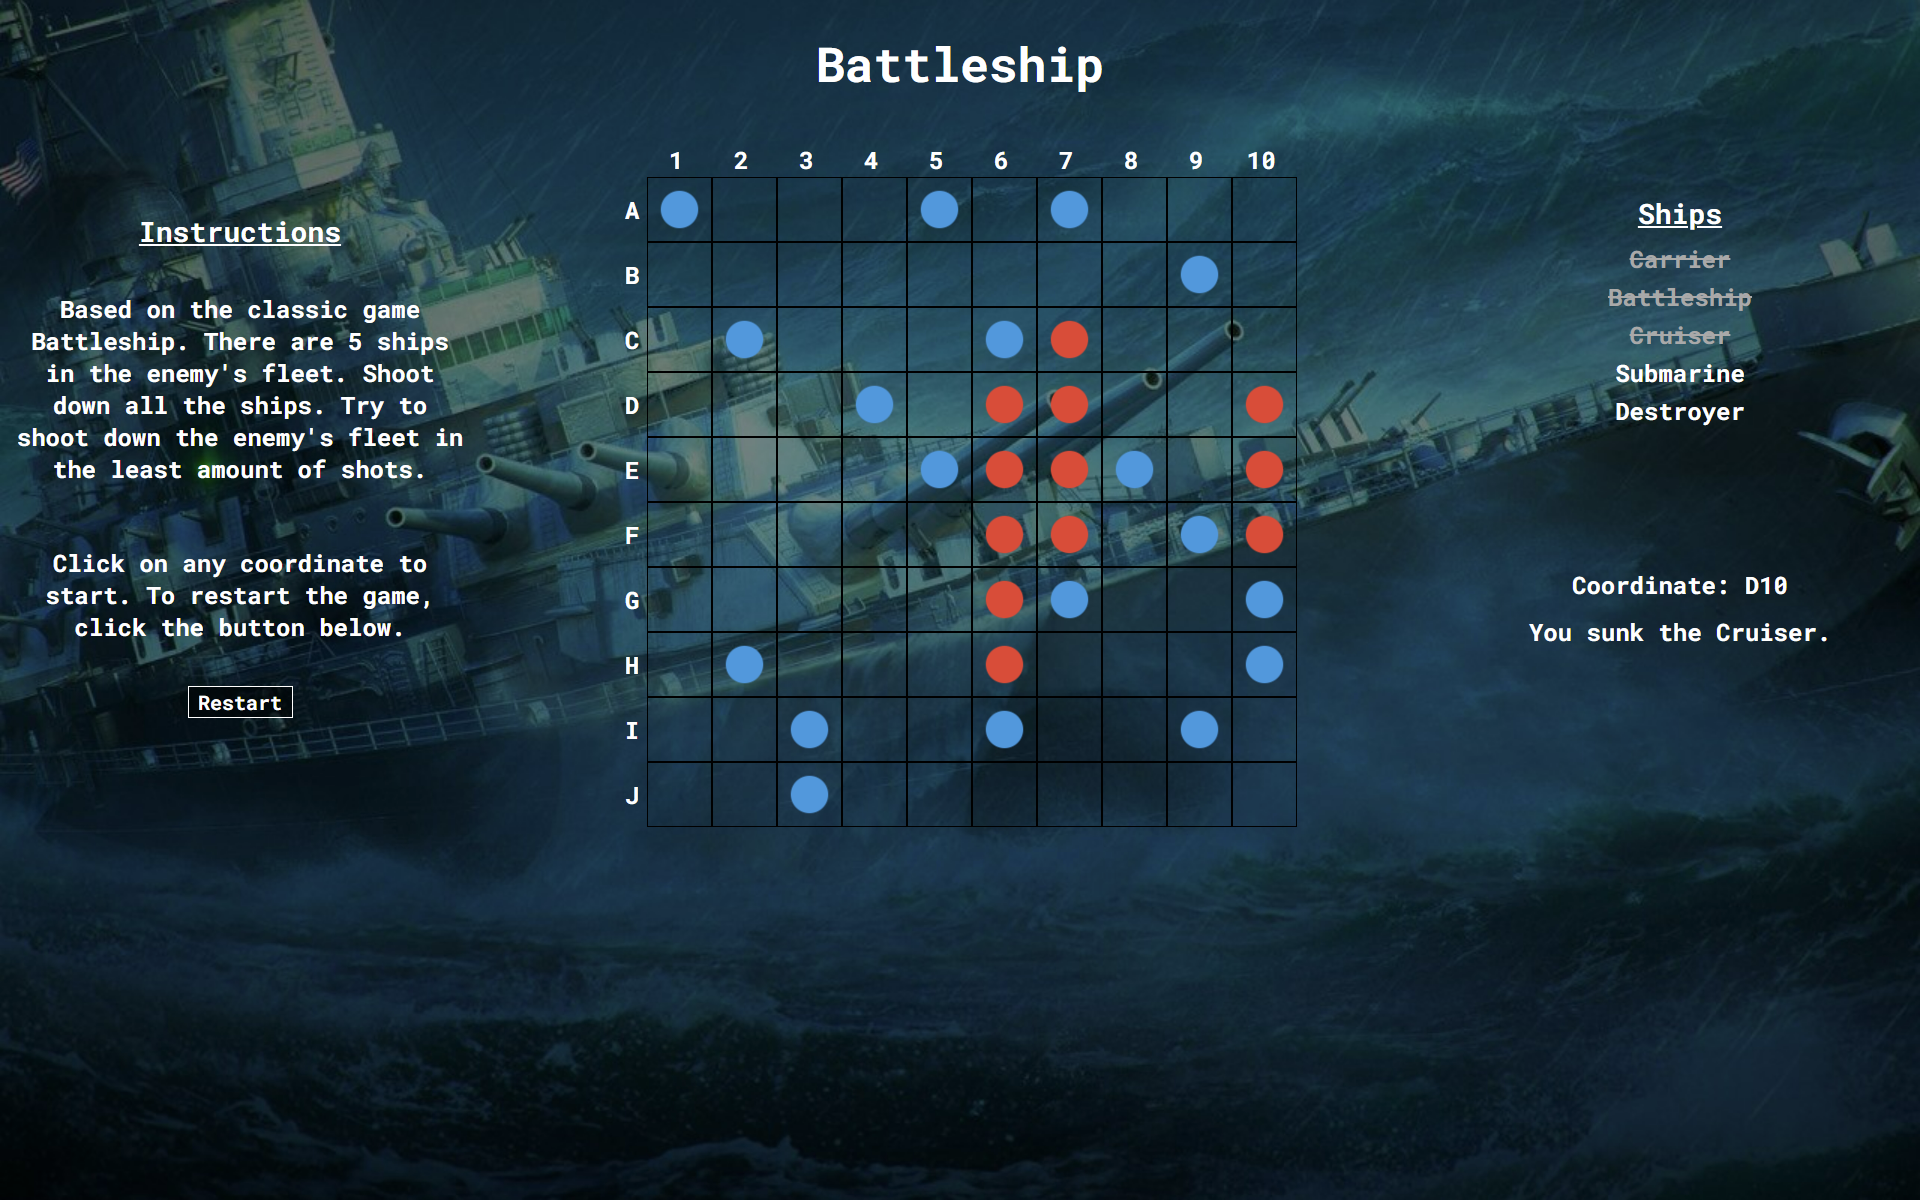 Battleship
Instructions
Based on the classic game
Battleship. There are 5 ships
in the enemy's fleet. Shoot
down all the ships. Try to
shoot down the enemy's fleet in
the least amount of shots.
Click on any coordinate to
start. To restart the game,
click the button below.
Restart
1 2 3 4 5 6 7 8 9 10
A
B
C
D
E
F
G
H
I
J
Ships
Carrier
Battleship
Cruiser
Submarine
Destroyer
Coordinate: D10
You sunk the Cruiser.